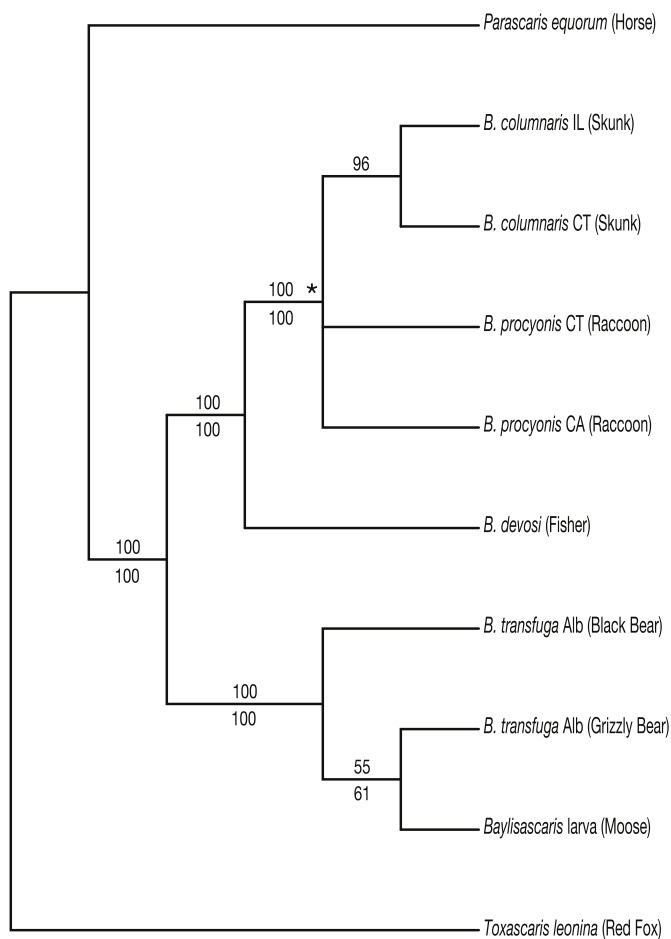 Parascaris equorum (Horse)
B. columnaris IL (Skunk)
96
B. columnaris CT (Skunk)
100 *
100
B. procyonis CT (Raccoon)
100
100
B. procyonis CA (Raccoon)
B. devosi (Fisher)
100
100
B. transfuga Alb (Black Bear)
100
100
B. transfuga Alb (Grizzly Bear)
55
61
Baylisascaris larva (Moose)
Toxascaris leonina (Red Fox)